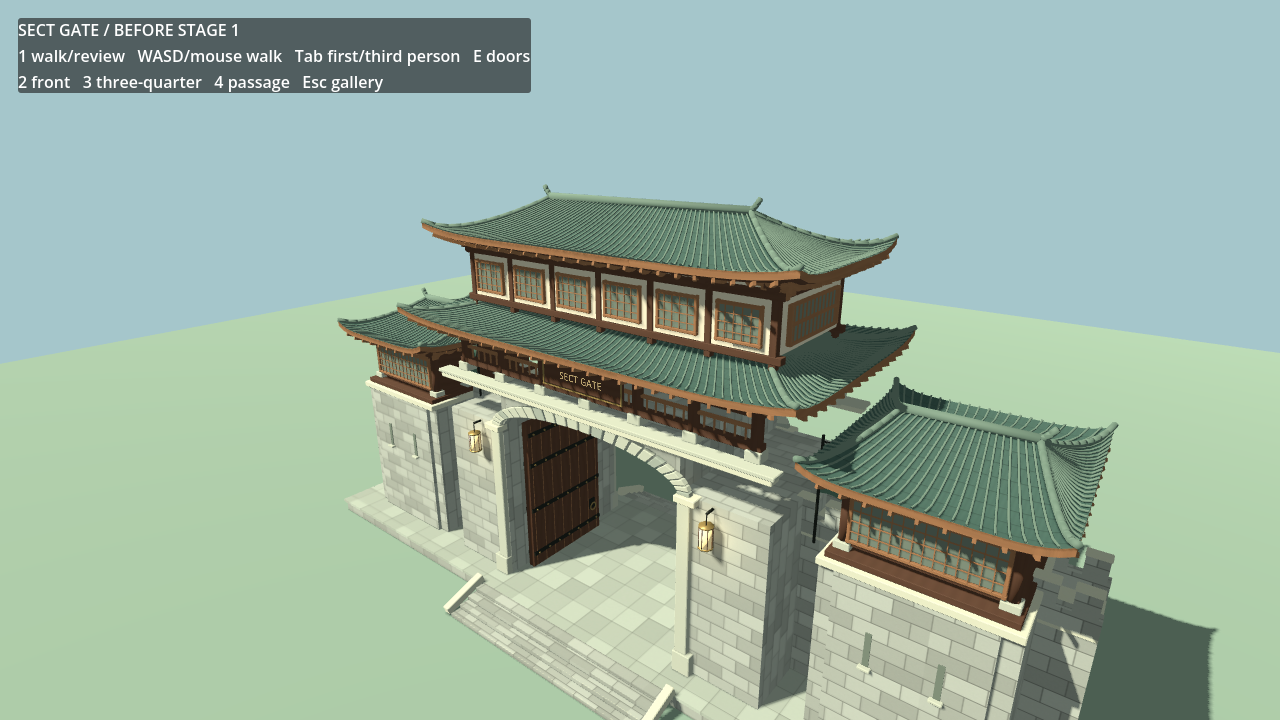 SECT GATE / BEFORE STAGE 1
1 walk/review   WASD/mouse walk   Tab first/third person   E doors
2 front   3 three-quarter   4 passage   Esc gallery
SECT GATE